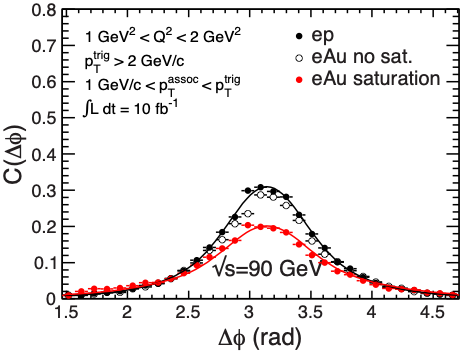 0.8
0.7
0.6
0.5
0.4
0.3
0.2
0.1
0
C(Δϕ)
1 GeV² < Q² < 2 GeV²
p_T^trig > 2 GeV/c
1 GeV/c < p_T^assoc < p_T^trig
∫L dt = 10 fb⁻¹
ep
eAu no sat.
eAu saturation
√s=90 GeV
1.5 2 2.5 3 3.5 4 4.5
Δϕ (rad)